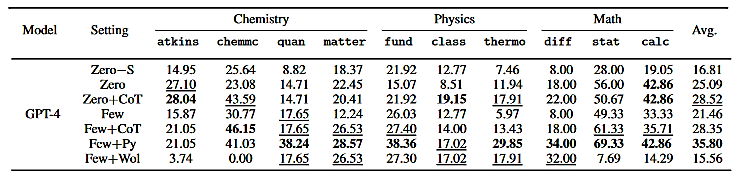 Model Setting Chemistry Physics Math Avg.
atkins chemmc quan matter fund class thermo diff stat calc
Zero−S 14.95 25.64 8.82 18.37 21.92 12.77 7.46 8.00 28.00 19.05 16.81
Zero 27.10 23.08 14.71 22.45 15.07 8.51 11.94 18.00 56.00 42.86 25.09
Zero+CoT 28.04 43.59 14.71 20.41 21.92 19.15 17.91 22.00 50.67 42.86 28.52
GPT-4 Few 15.87 30.77 17.65 12.24 26.03 12.77 5.97 8.00 49.33 33.33 21.46
Few+CoT 21.05 46.15 17.65 26.53 27.40 14.00 13.43 18.00 61.33 35.71 28.35
Few+Py 21.05 41.03 38.24 28.57 38.36 17.02 29.85 34.00 69.33 42.86 35.80
Few+Wol 3.74 0.00 17.65 26.53 27.30 17.02 17.91 32.00 7.69 14.29 15.56